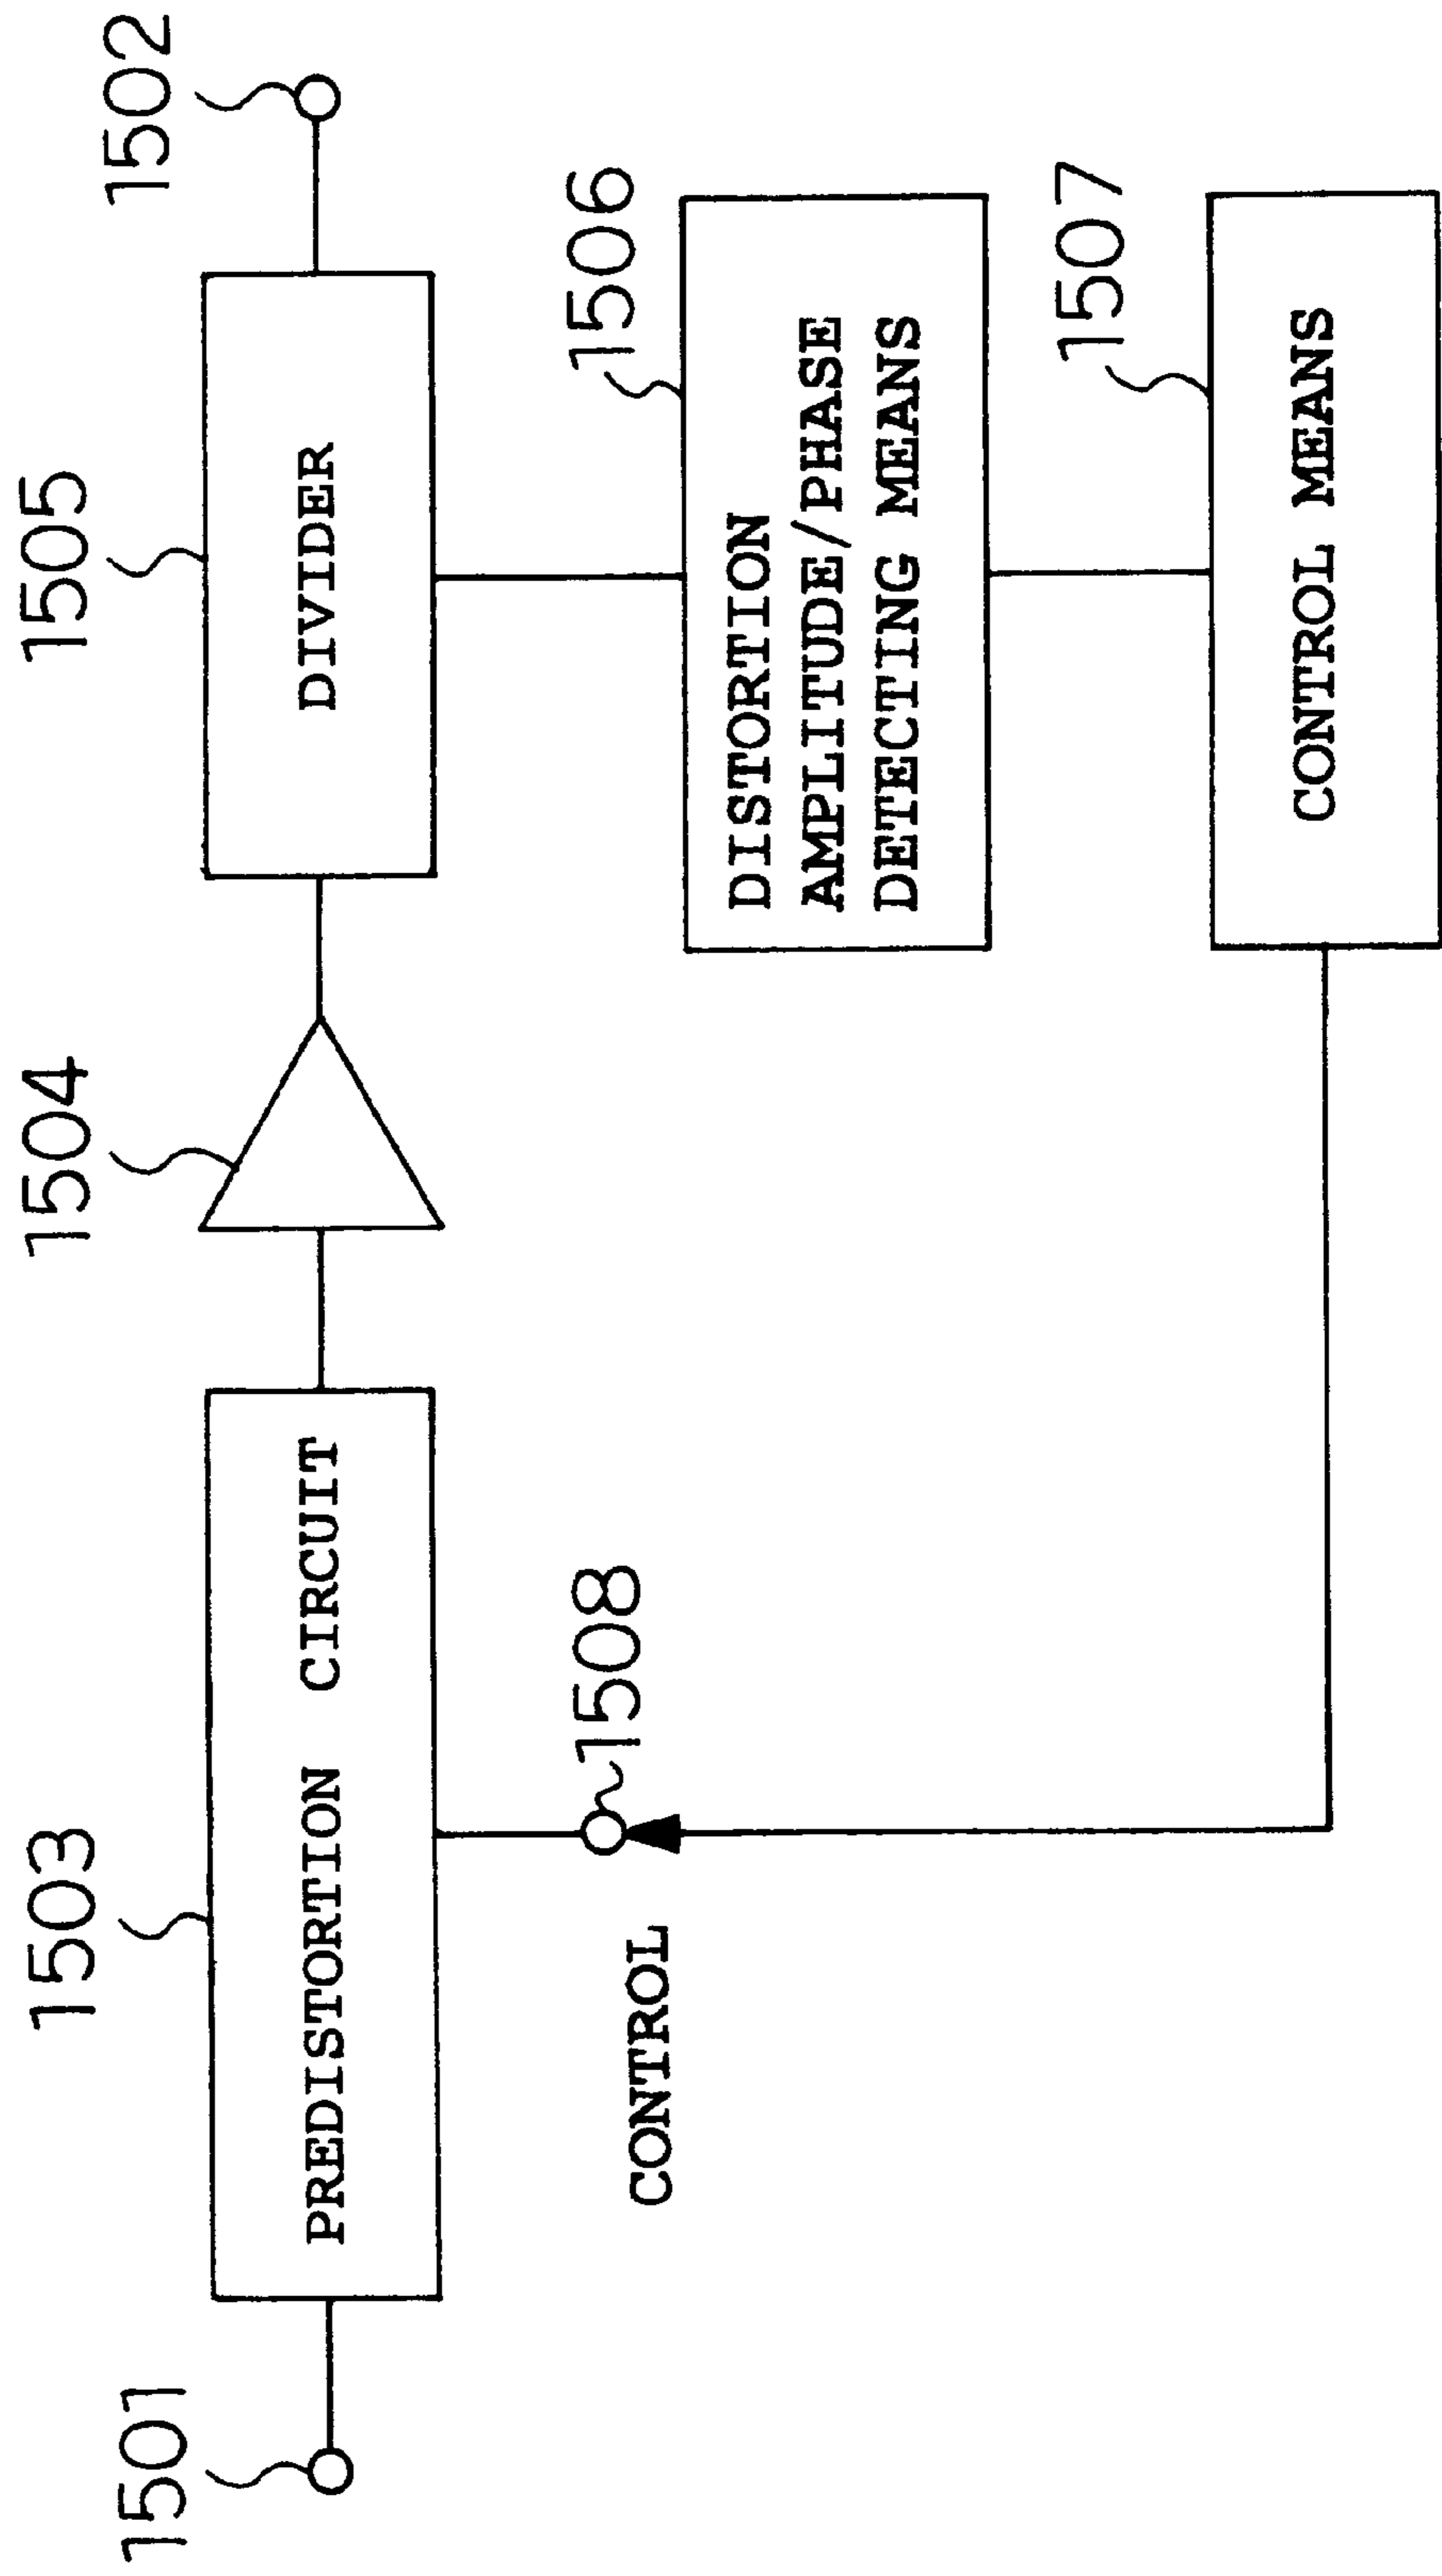 1501
1503
PREDISTORTION CIRCUIT
1504
1505
DIVIDER
1502
CONTROL
1508
1506
DISTORTION
AMPLITUDE/PHASE
DETECTING MEANS
1507
CONTROL MEANS